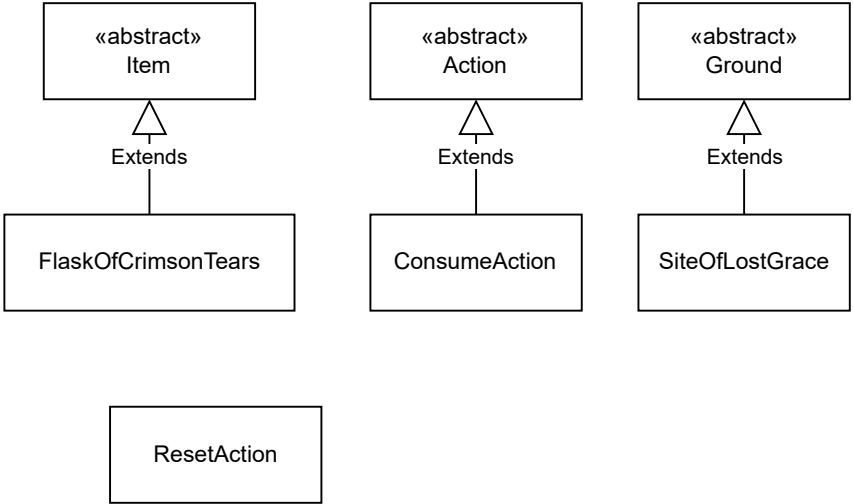 «abstract»
Item
«abstract»
Action
«abstract»
Ground
Extends
Extends
Extends
FlaskOfCrimsonTears
ConsumeAction
SiteOfLostGrace
ResetAction